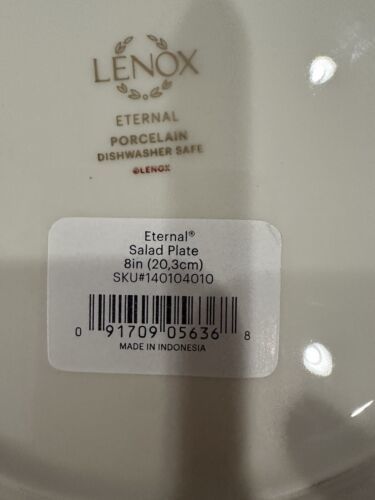 LENOX
ETERNAL
PORCELAIN
DISHWASHER SAFE
©LENOX
Eternal®
Salad Plate
8in (20,3cm)
SKU#140104010
0 91709 05636 8
MADE IN INDONESIA